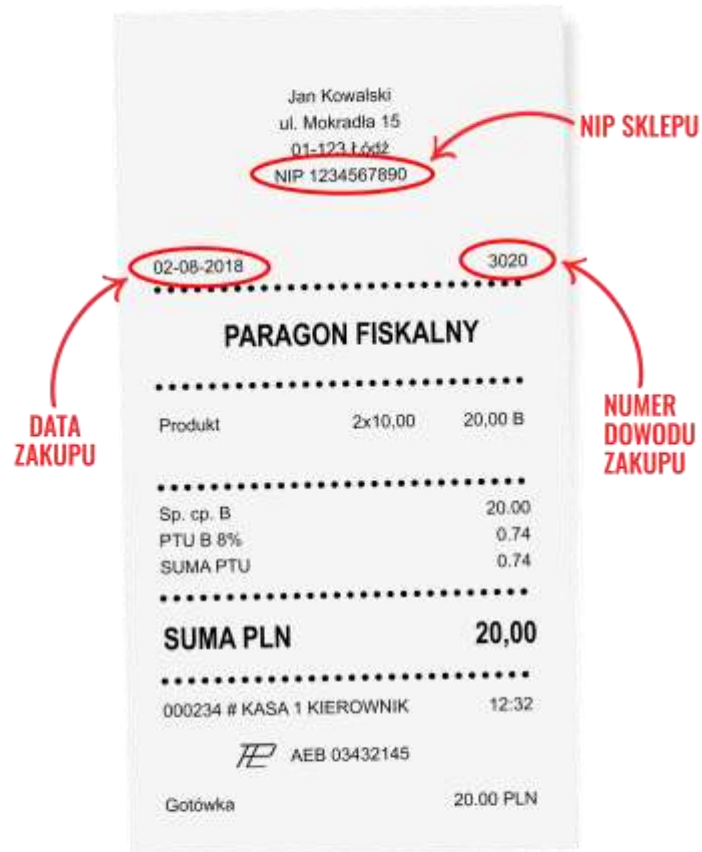 Jan Kowalski
ul. Mokradła 15
01-123 Łódź
NIP 1234567890
NIP SKLEPU
02-08-2018 3020
PARAGON FISKALNY
DATA
ZAKUPU
NUMER
DOWODU
ZAKUPU
Produkt 2x10,00 20,00 B
Sp. cp. B 20.00
PTU B 8% 0.74
SUMA PTU 0.74
SUMA PLN 20,00
000234 # KASA 1 KIEROWNIK 12:32
AEB 03432145
Gotówka 20.00 PLN